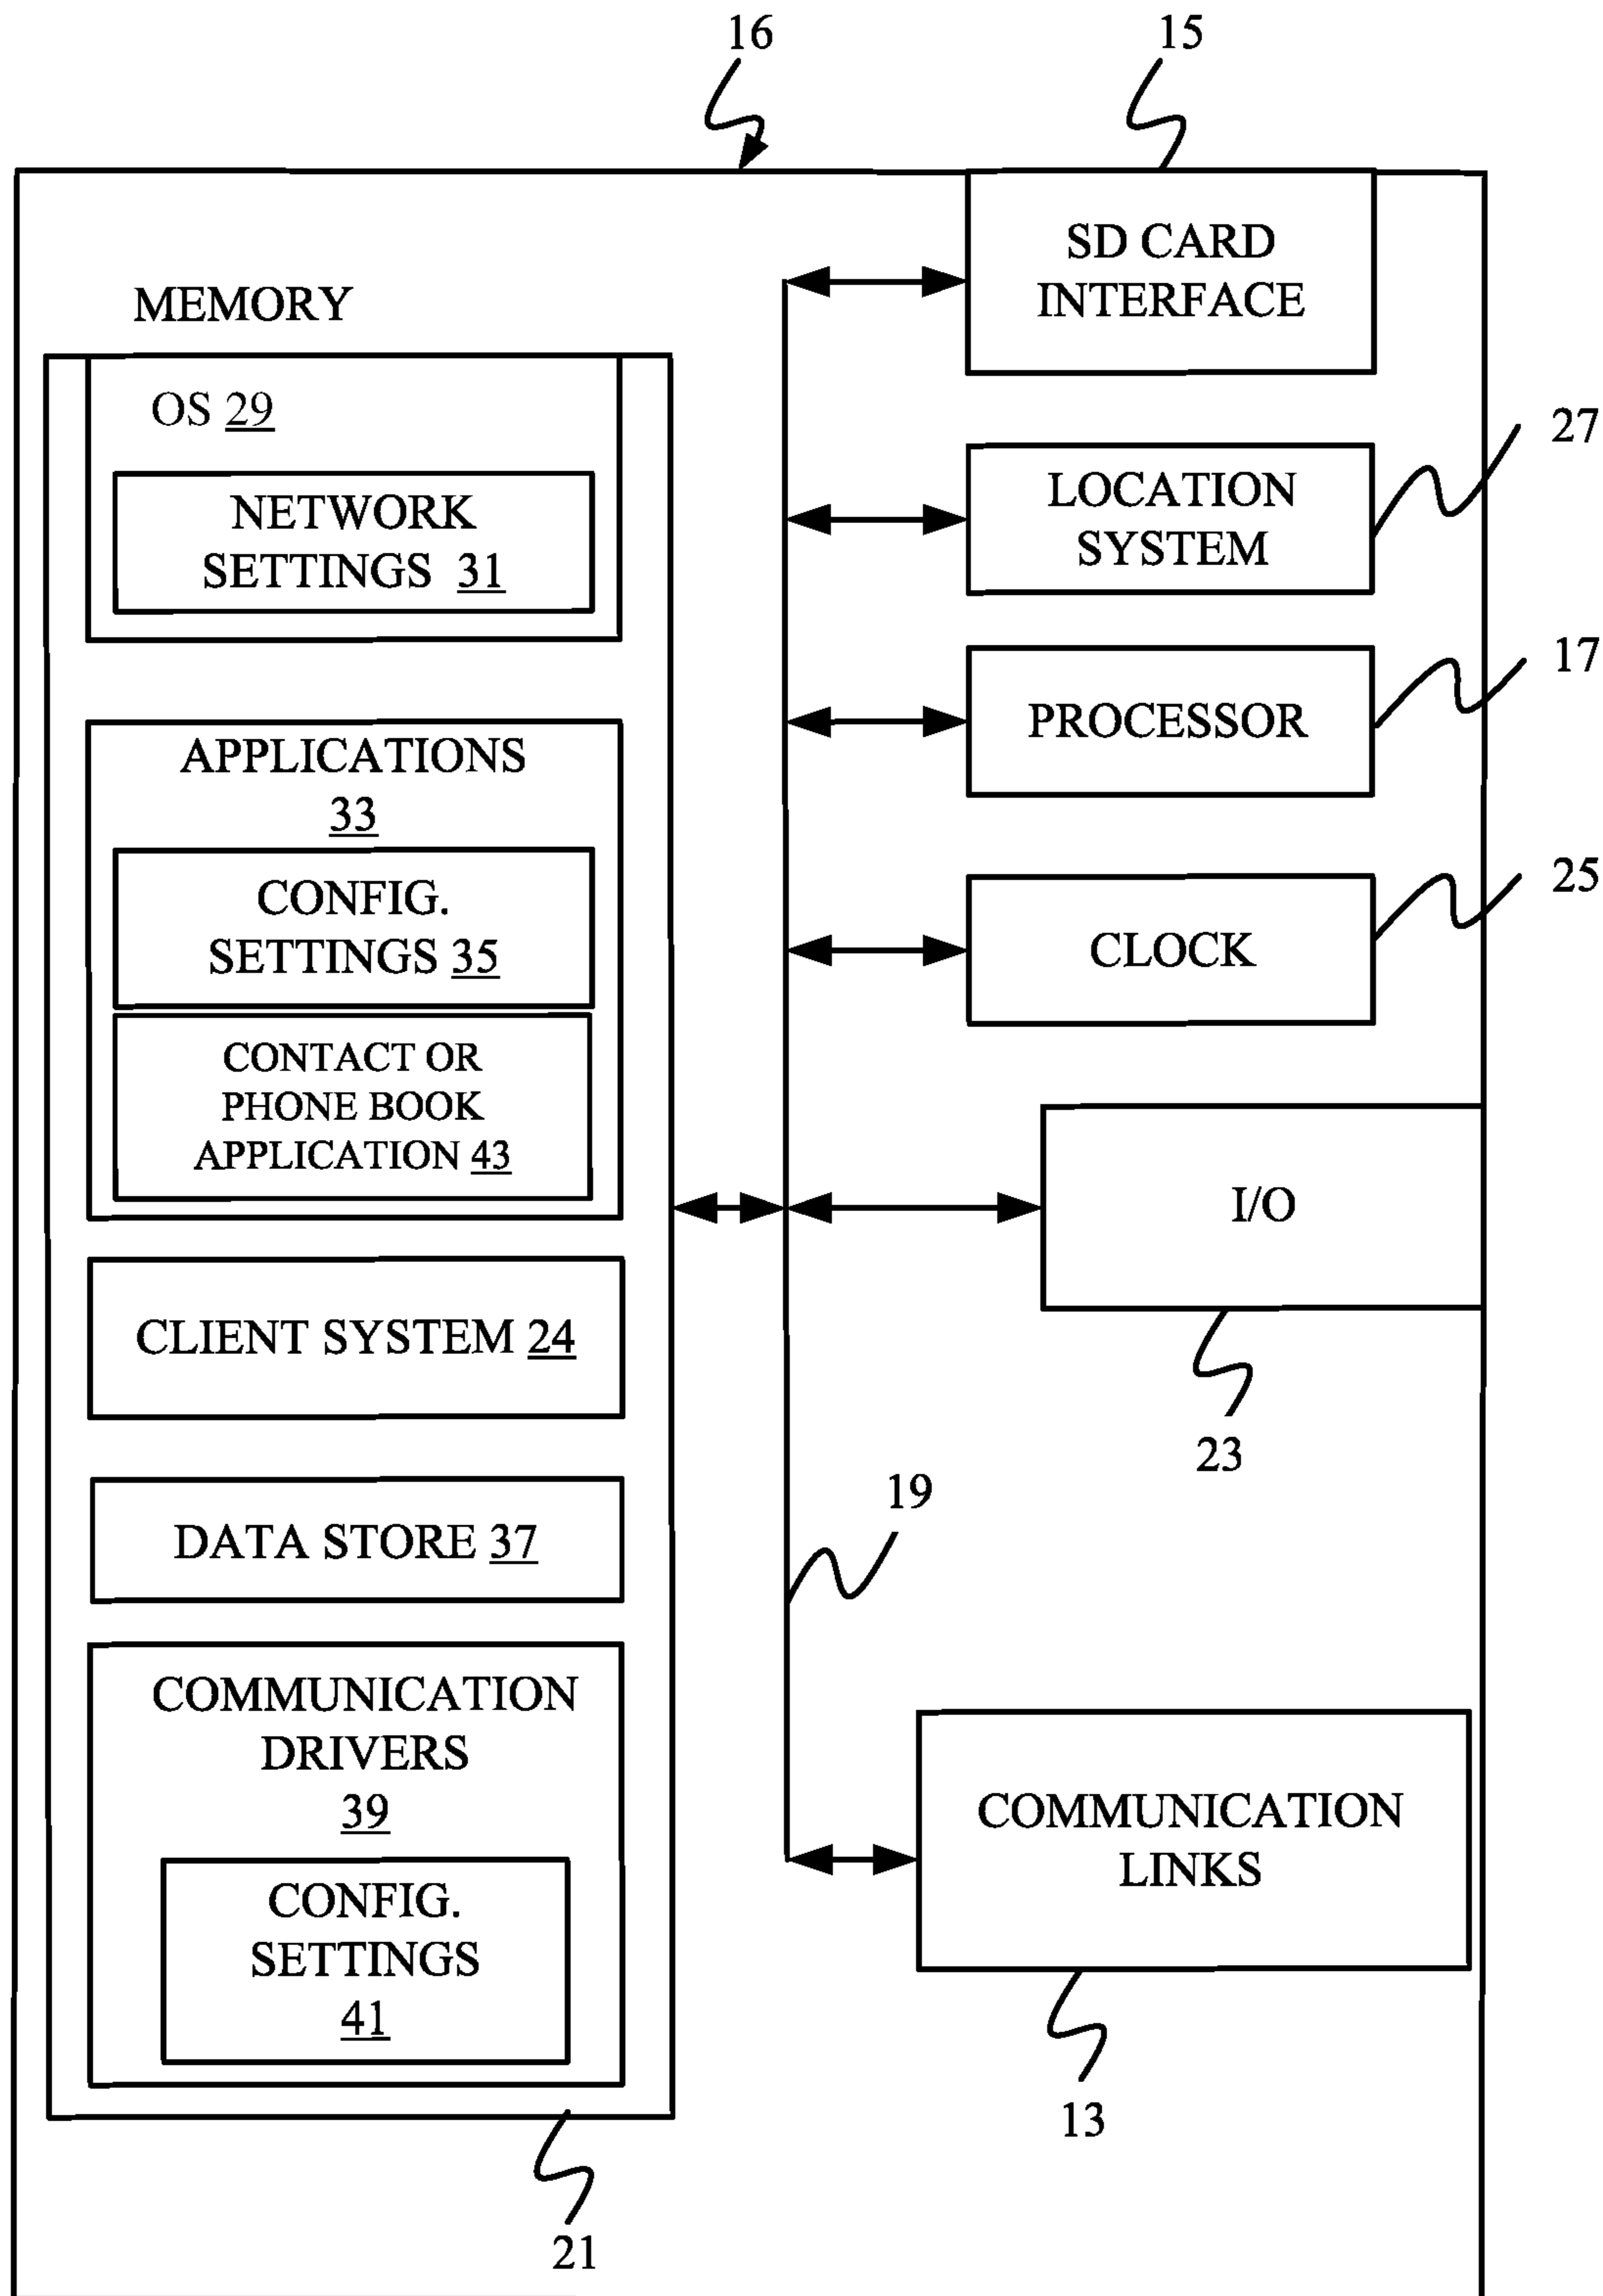 16
15
SD CARD
INTERFACE
MEMORY
OS 29
NETWORK
SETTINGS 31
27
LOCATION
SYSTEM
17
PROCESSOR
APPLICATIONS
33
CONFIG.
SETTINGS 35
25
CLOCK
CONTACT OR
PHONE BOOK
APPLICATION 43
I/O
23
CLIENT SYSTEM 24
19
DATA STORE 37
COMMUNICATION
DRIVERS
39
CONFIG.
SETTINGS
41
COMMUNICATION
LINKS
13
21